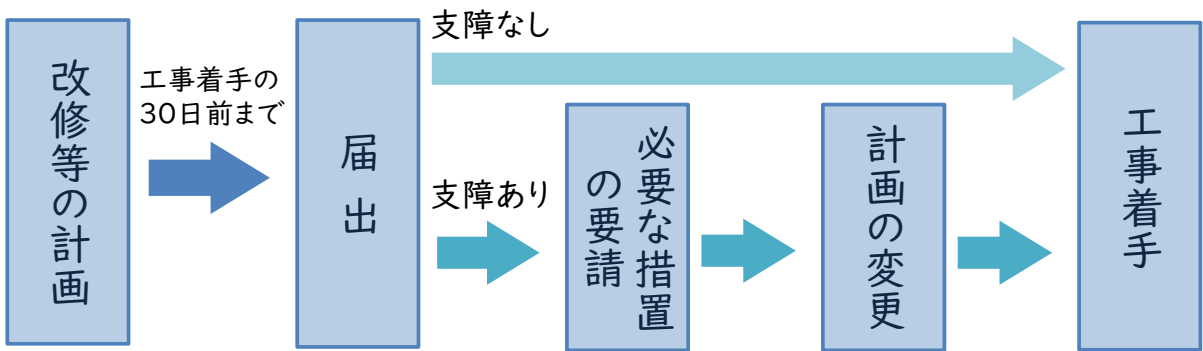 改修等の計画
工事着手の
30日前まで
届出
支障なし
支障あり
必要な措置
の要請
計画の変更
工事着手